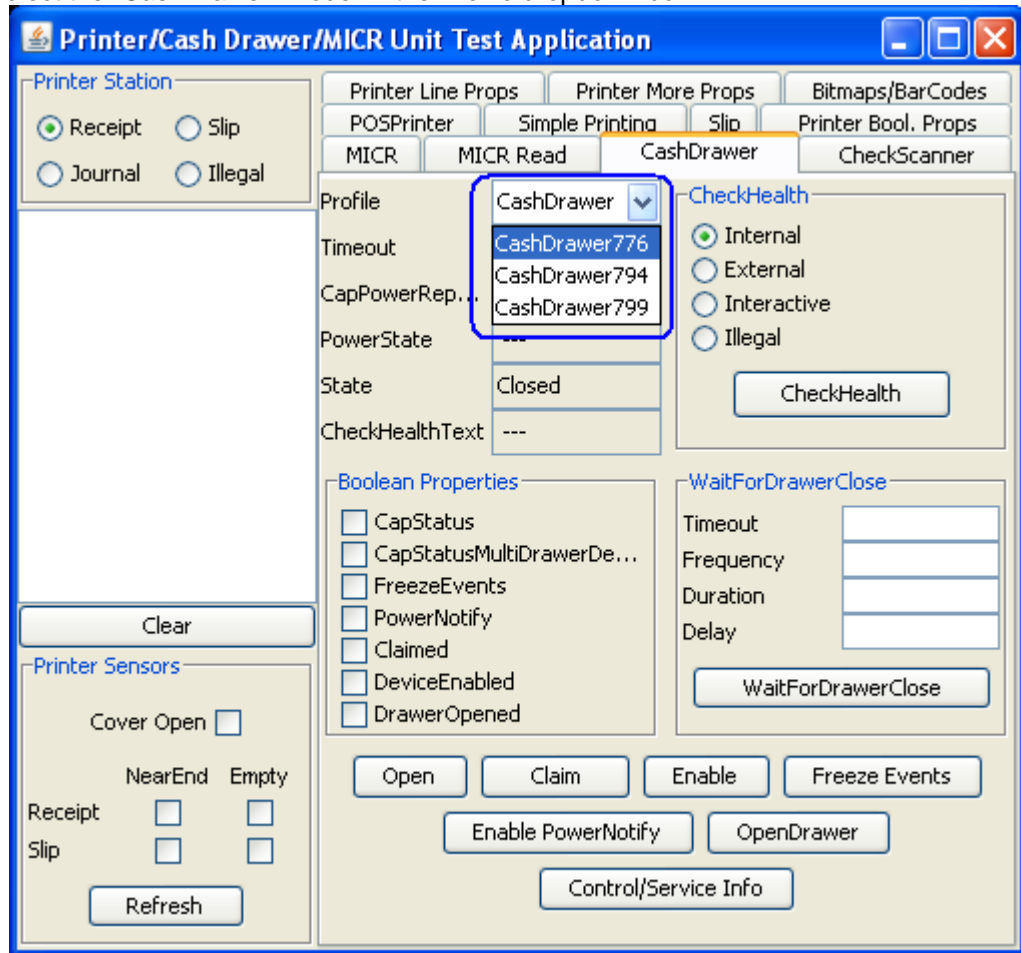 Printer/Cash Drawer/MICR Unit Test Application
Printer Station
Receipt Slip
Journal Illegal
Printer Line Props Printer More Props Bitmaps/BarCodes
POSPrinter Simple Printing Slip Printer Bool. Props
MICR MICR Read CashDrawer CheckScanner
Profile CashDrawer
CashDrawer776
CashDrawer794
CashDrawer799
Timeout
CapPowerRep...
PowerState ---
State Closed
CheckHealthText ---
CheckHealth
Internal
External
Interactive
Illegal
CheckHealth
Boolean Properties
CapStatus
CapStatusMultiDrawerDe...
FreezeEvents
PowerNotify
Claimed
DeviceEnabled
DrawerOpened
WaitForDrawerClose
Timeout
Frequency
Duration
Delay
WaitForDrawerClose
Clear
Printer Sensors
Cover Open
NearEnd Empty
Receipt
Slip
Refresh
Open Claim Enable Freeze Events
Enable PowerNotify OpenDrawer
Control/Service Info